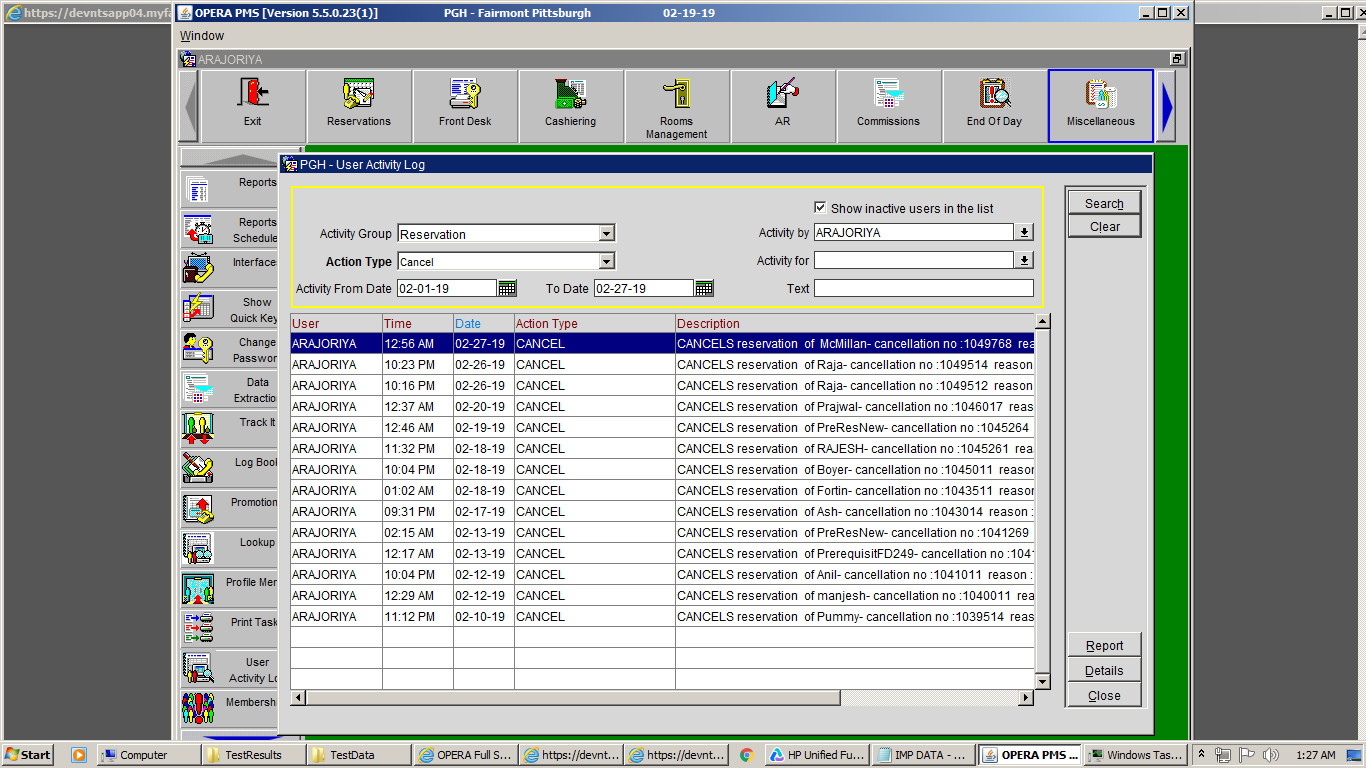 https://devntsapp04.myfa
OPERA PMS [Version 5.5.0.23(1)] PGH - Fairmont Pittsburgh 02-19-19
Window
ARAJORIYA
Exit
Reservations
Front Desk
Cashiering
Rooms
Management
AR
Commissions
End Of Day
Miscellaneous
Reports
Reports
Schedule
Interface
Show
Quick Key
Change
Passwor
Data
Extractio
Track It
Log Boo
Promotion
Lookup
Profile Mer
Print Task
User
Activity Lo
Membersh
PGH - User Activity Log
Show inactive users in the list
Activity Group Reservation
Activity by ARAJORIYA
Action Type Cancel
Activity for
Activity From Date 02-01-19 To Date 02-27-19
Text
Search
Clear
User Time Date Action Type Description
ARAJORIYA 12:56 AM 02-27-19 CANCEL CANCELS reservation of McMillan- cancellation no :1049768 rea
ARAJORIYA 10:23 PM 02-26-19 CANCEL CANCELS reservation of Raja- cancellation no :1049514 reason
ARAJORIYA 10:16 PM 02-26-19 CANCEL CANCELS reservation of Raja- cancellation no :1049512 reason
ARAJORIYA 12:37 AM 02-20-19 CANCEL CANCELS reservation of Prajwal- cancellation no :1046017 reas
ARAJORIYA 12:46 AM 02-19-19 CANCEL CANCELS reservation of PreResNew- cancellation no :1045264
ARAJORIYA 11:32 PM 02-18-19 CANCEL CANCELS reservation of RAJESH- cancellation no :1045261 reas
ARAJORIYA 10:04 PM 02-18-19 CANCEL CANCELS reservation of Boyer- cancellation no :1045011 reason
ARAJORIYA 01:02 AM 02-18-19 CANCEL CANCELS reservation of Fortin- cancellation no :1043511 reason
ARAJORIYA 09:31 PM 02-17-19 CANCEL CANCELS reservation of Ash- cancellation no :1043014 reason :
ARAJORIYA 02:15 AM 02-13-19 CANCEL CANCELS reservation of PreResNew- cancellation no :1041269
ARAJORIYA 12:17 AM 02-13-19 CANCEL CANCELS reservation of PrerequisitFD249- cancellation no :1041
ARAJORIYA 10:04 PM 02-12-19 CANCEL CANCELS reservation of Anil- cancellation no :1041011 reason :
ARAJORIYA 12:29 AM 02-12-19 CANCEL CANCELS reservation of manjesh- cancellation no :1040011 rea
ARAJORIYA 11:12 PM 02-10-19 CANCEL CANCELS reservation of Pummy- cancellation no :1039514 reas
Report
Details
Close
Start Computer TestResults TestData OPERA Full S... https://devnt... https://devnt... HP Unified Fu... IMP DATA - ... OPERA PMS ... Windows Tas... 1:27 AM